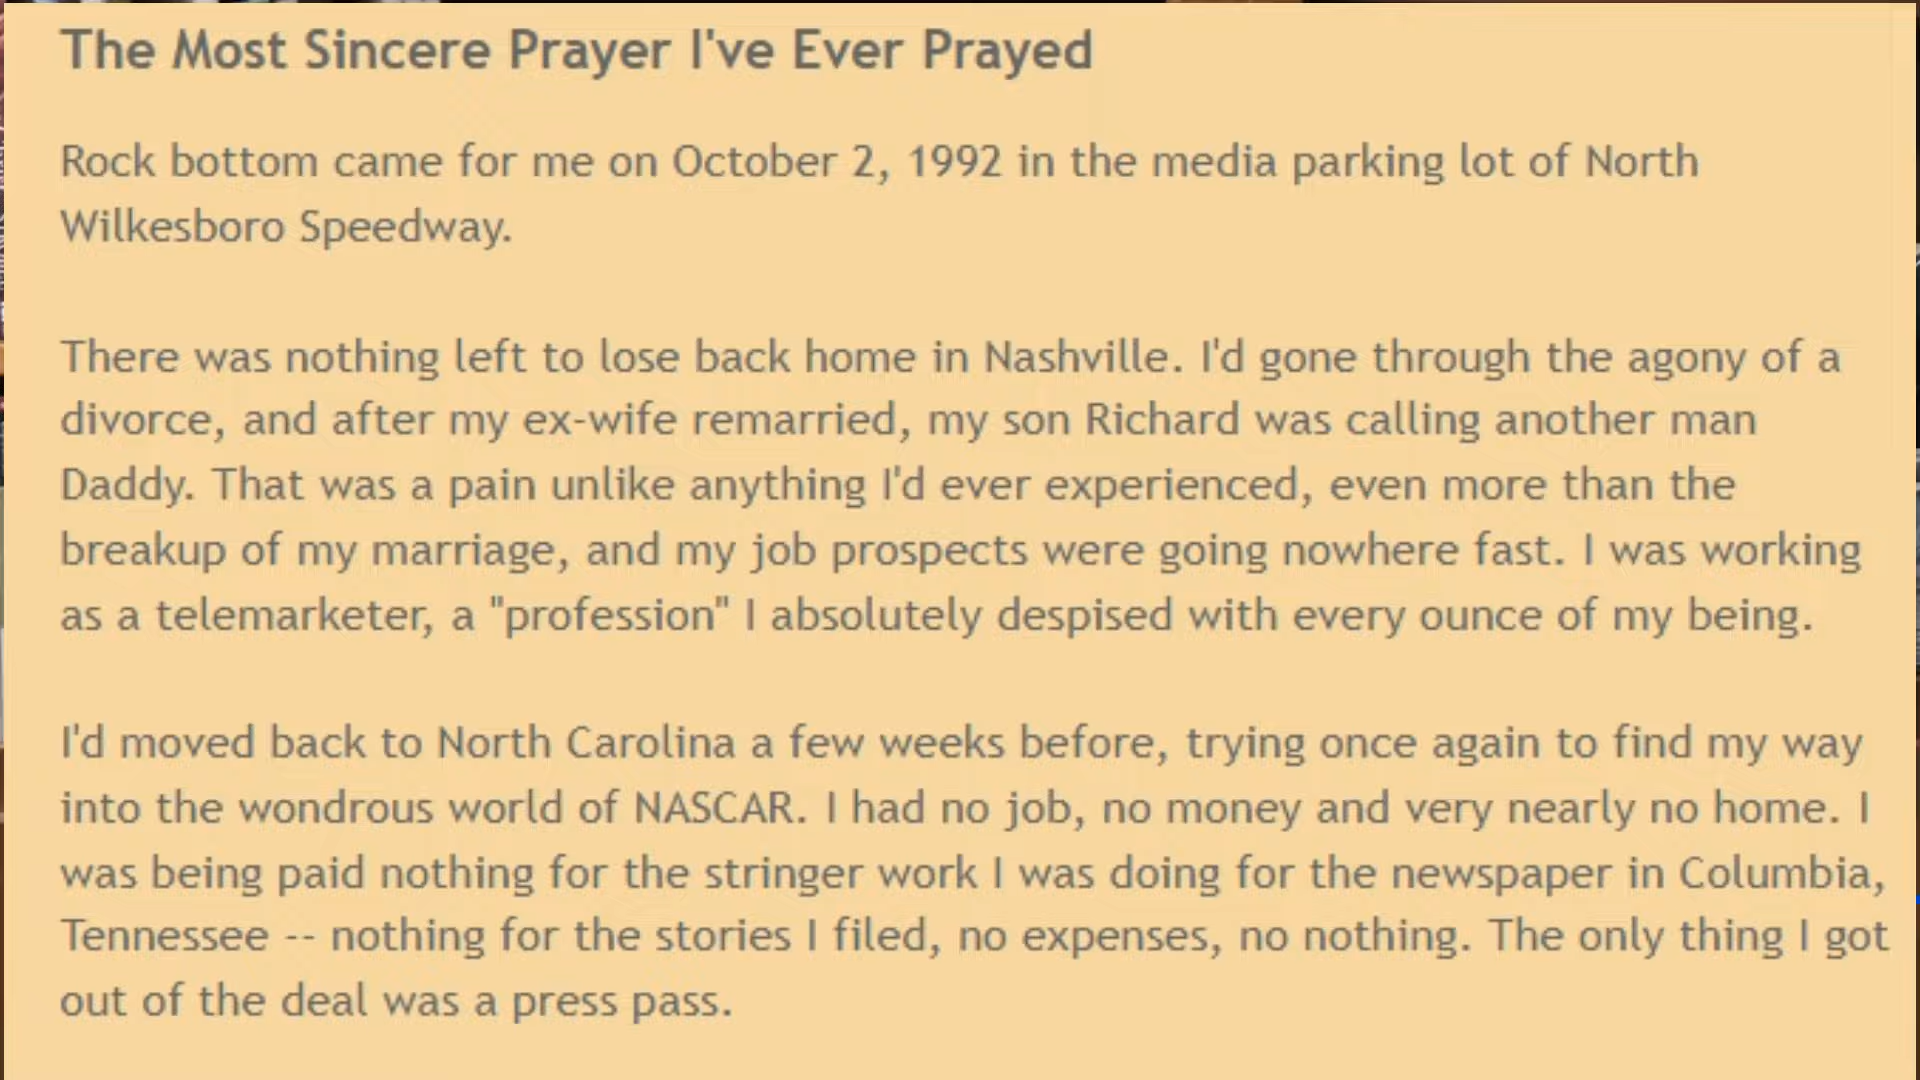 The Most Sincere Prayer I've Ever Prayed
Rock bottom came for me on October 2, 1992 in the media parking lot of North
Wilkesboro Speedway.
There was nothing left to lose back home in Nashville. I'd gone through the agony of a
divorce, and after my ex-wife remarried, my son Richard was calling another man
Daddy. That was a pain unlike anything I'd ever experienced, even more than the
breakup of my marriage, and my job prospects were going nowhere fast. I was working
as a telemarketer, a "profession" I absolutely despised with every ounce of my being.
I'd moved back to North Carolina a few weeks before, trying once again to find my way
into the wondrous world of NASCAR. I had no job, no money and very nearly no home. I
was being paid nothing for the stringer work I was doing for the newspaper in Columbia,
Tennessee -- nothing for the stories I filed, no expenses, no nothing. The only thing I got
out of the deal was a press pass.